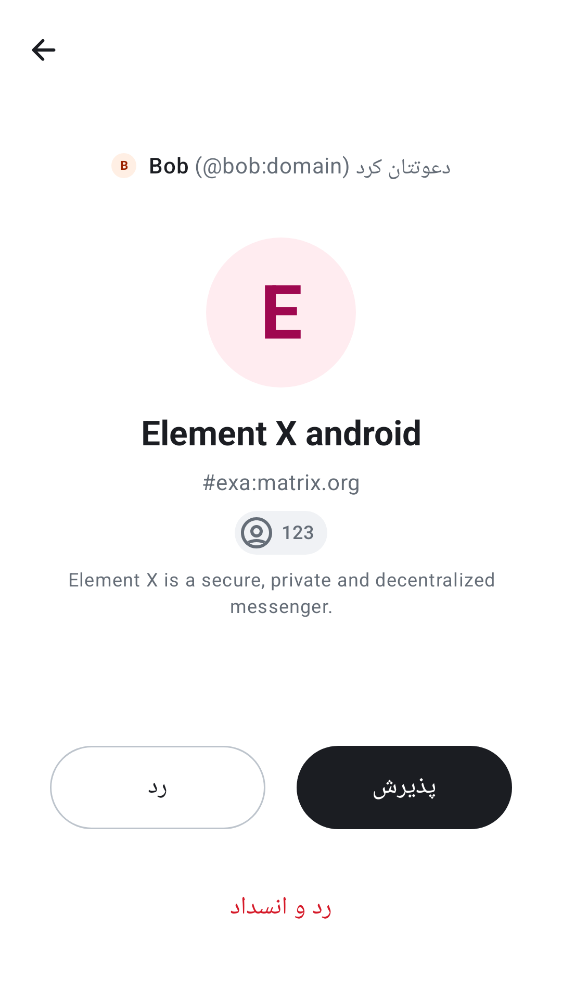 B Bob (@bob:domain) دعوتتان کرد
E
Element X android
#exa:matrix.org
123
Element X is a secure, private and decentralized
messenger.
رد
پذیرش
رد و انسداد